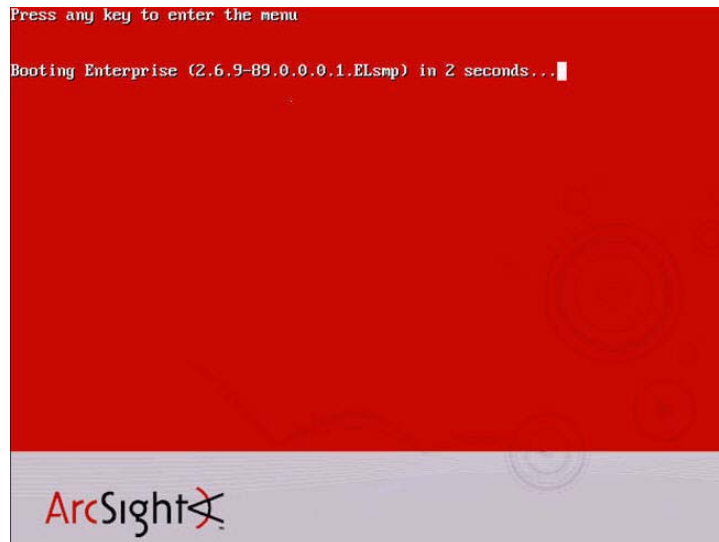 Press any key to enter the menu
Booting Enterprise (2.6.9-89.0.0.0.1.ELsmp) in 2 seconds...
ArcSight